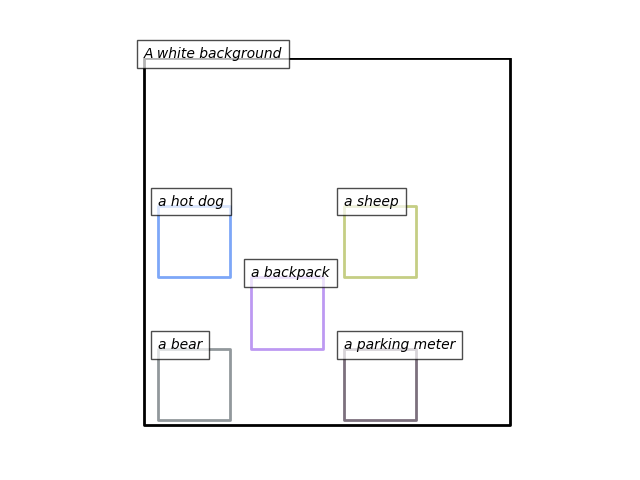 A white background
a hot dog
a sheep
a backpack
a bear
a parking meter